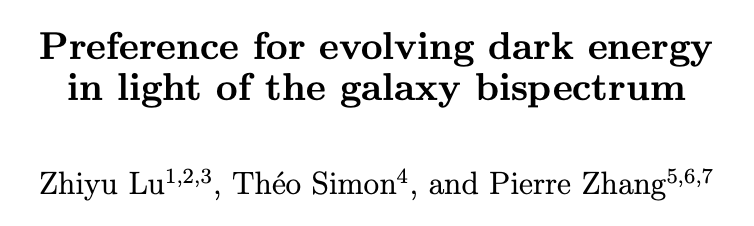 Preference for evolving dark energy
in light of the galaxy bispectrum
Zhiyu Lu¹,²,³, Théo Simon⁴, and Pierre Zhang⁵,⁶,⁷